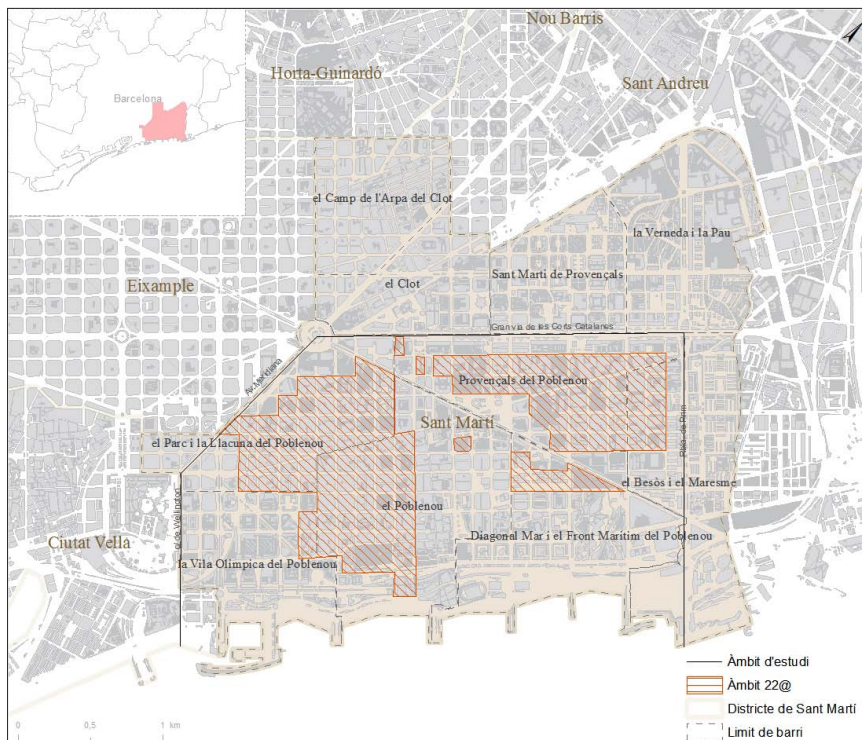 Nou Barris
Horta-Guinardó
Sant Andreu
Barcelona
el Camp de l'Arpa del Clot
la Verneda i la Pau
Sant Martí de Provençals
el Clot
Eixample
Gran via de les Corts Catalanes
Av. Meridiana
Provençals del Poblenou
Sant Martí
el Parc i la Llacuna del Poblenou
Rbla. de Prim
el Besòs i el Maresme
el Poblenou
c/ de Wellington
Ciutat Vella
Diagonal Mar i el Front Marítim del Poblenou
la Vila Olímpica del Poblenou
Àmbit d'estudi
Àmbit 22@
Districte de Sant Martí
Limit de barri
0 0,5 1 km